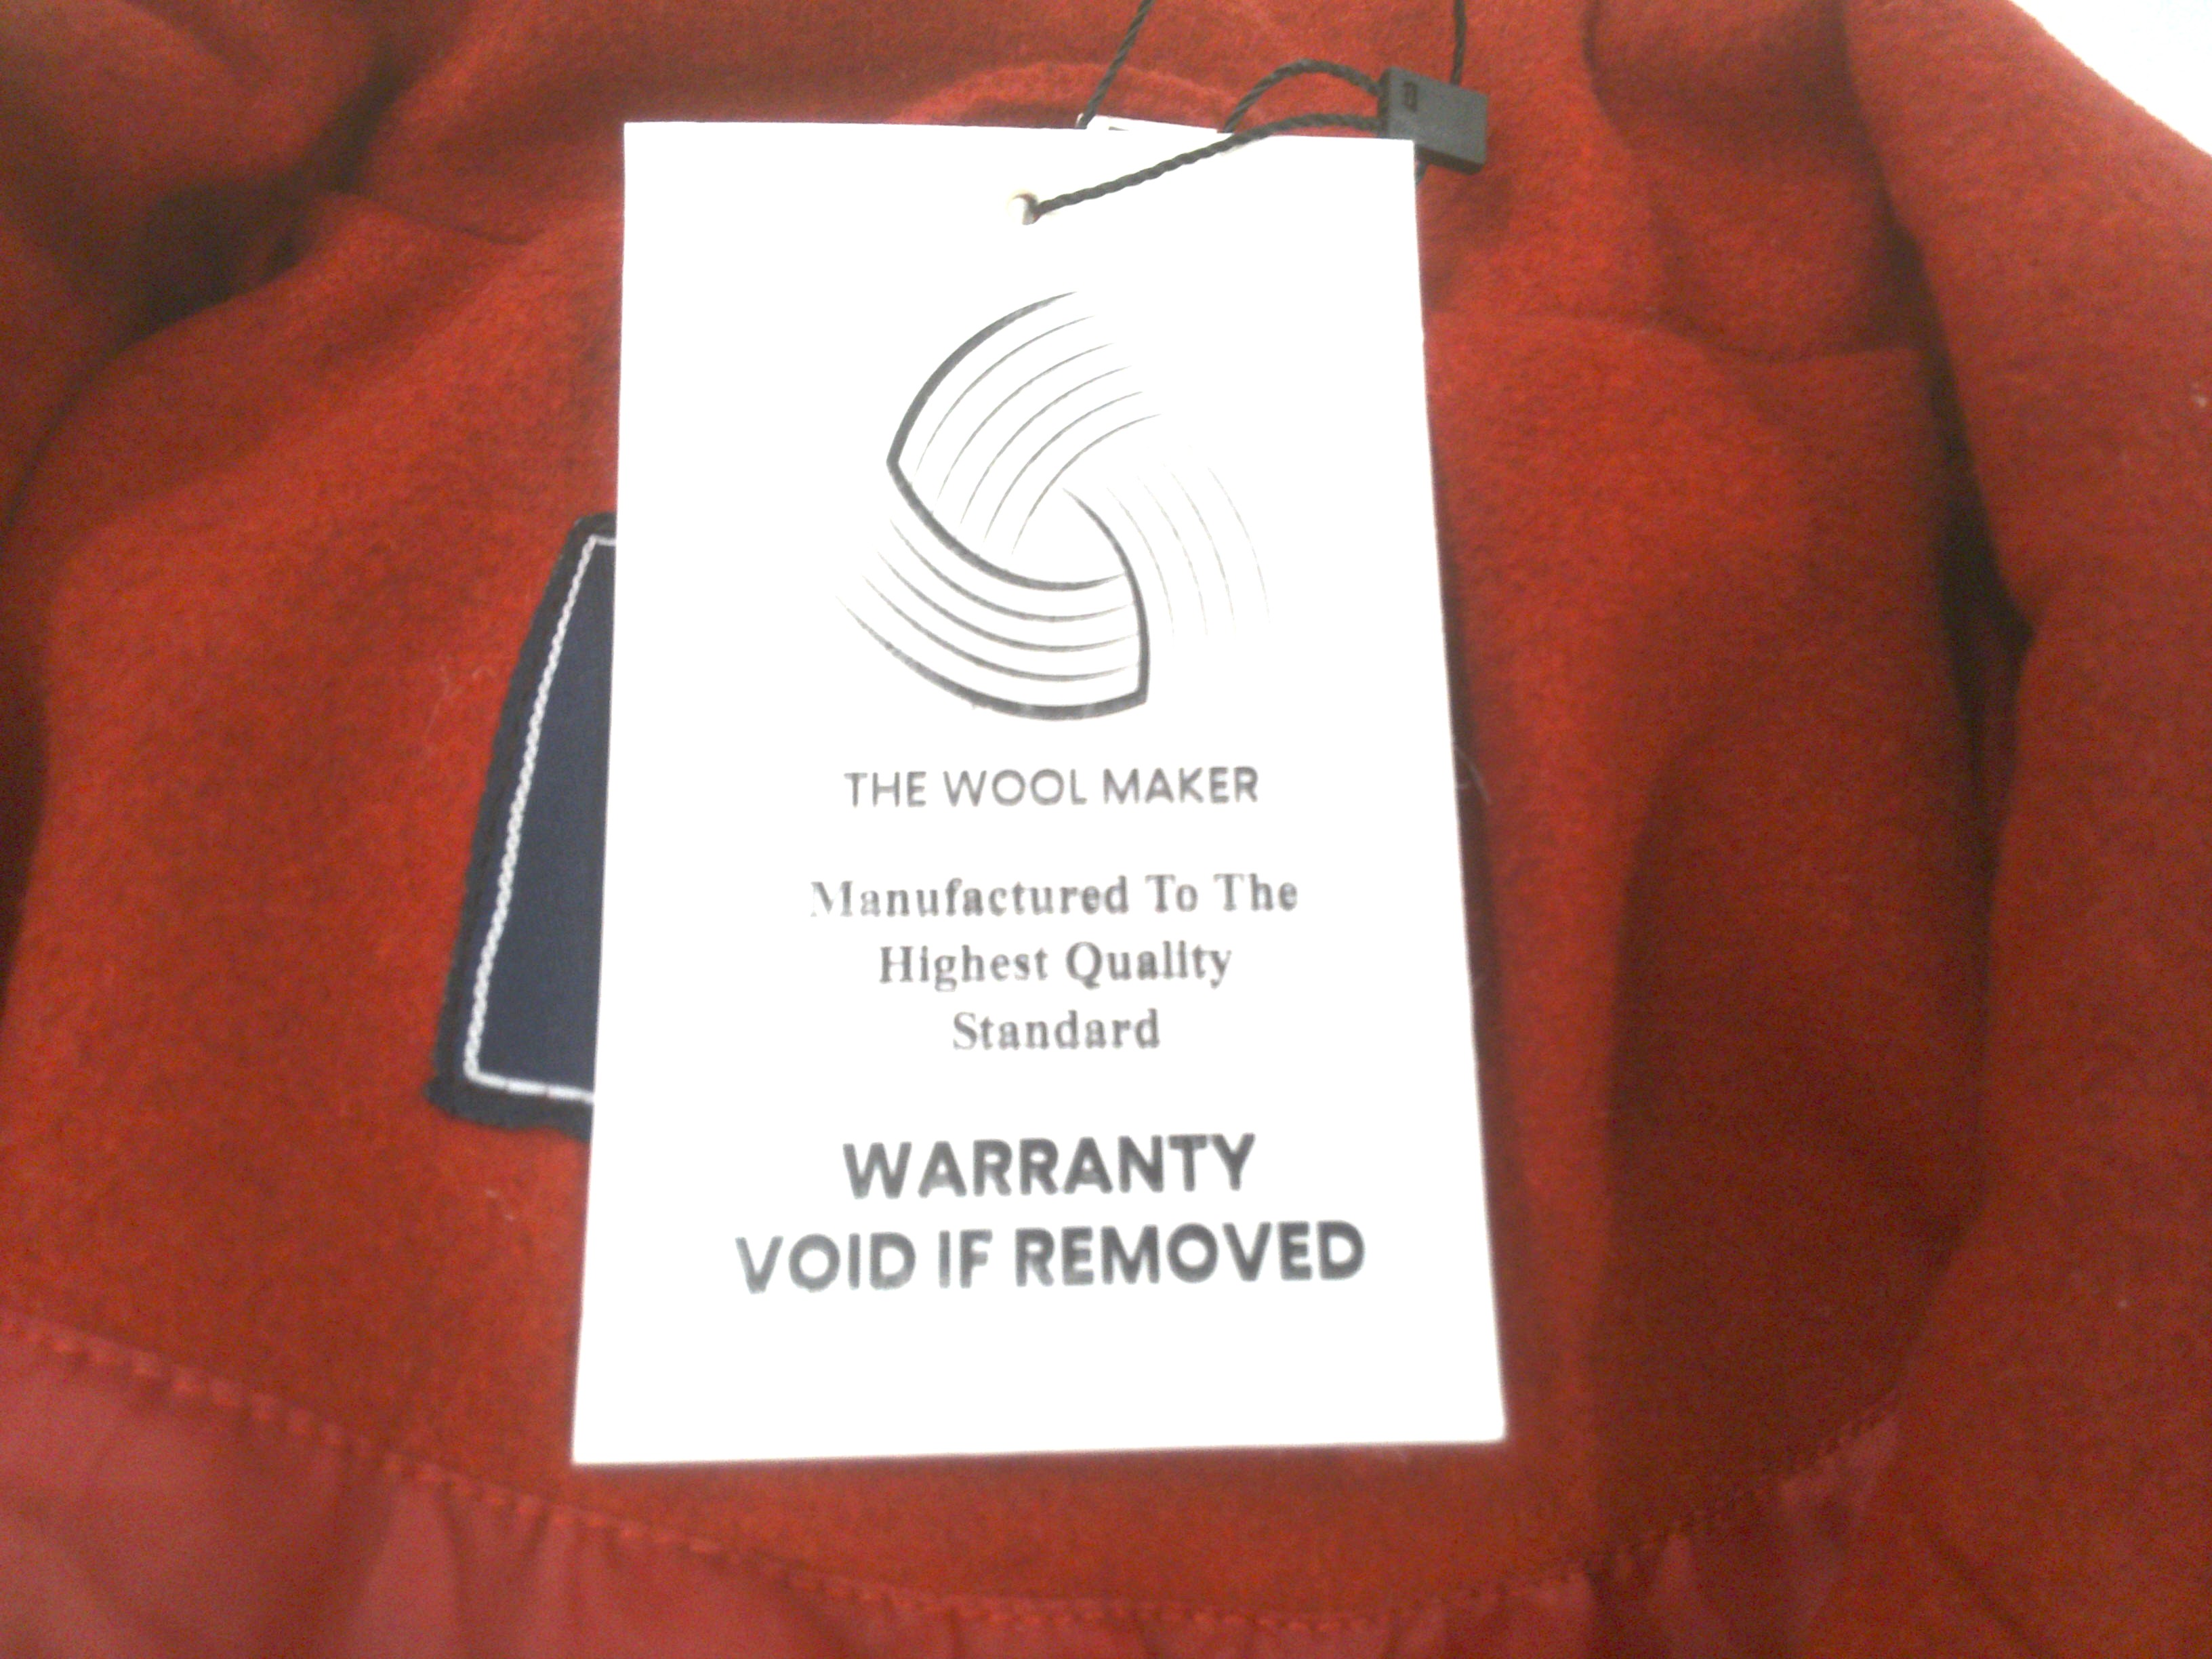 THE WOOL MAKER
Manufactured To The
Highest Quality
Standard
WARRANTY
VOID IF REMOVED